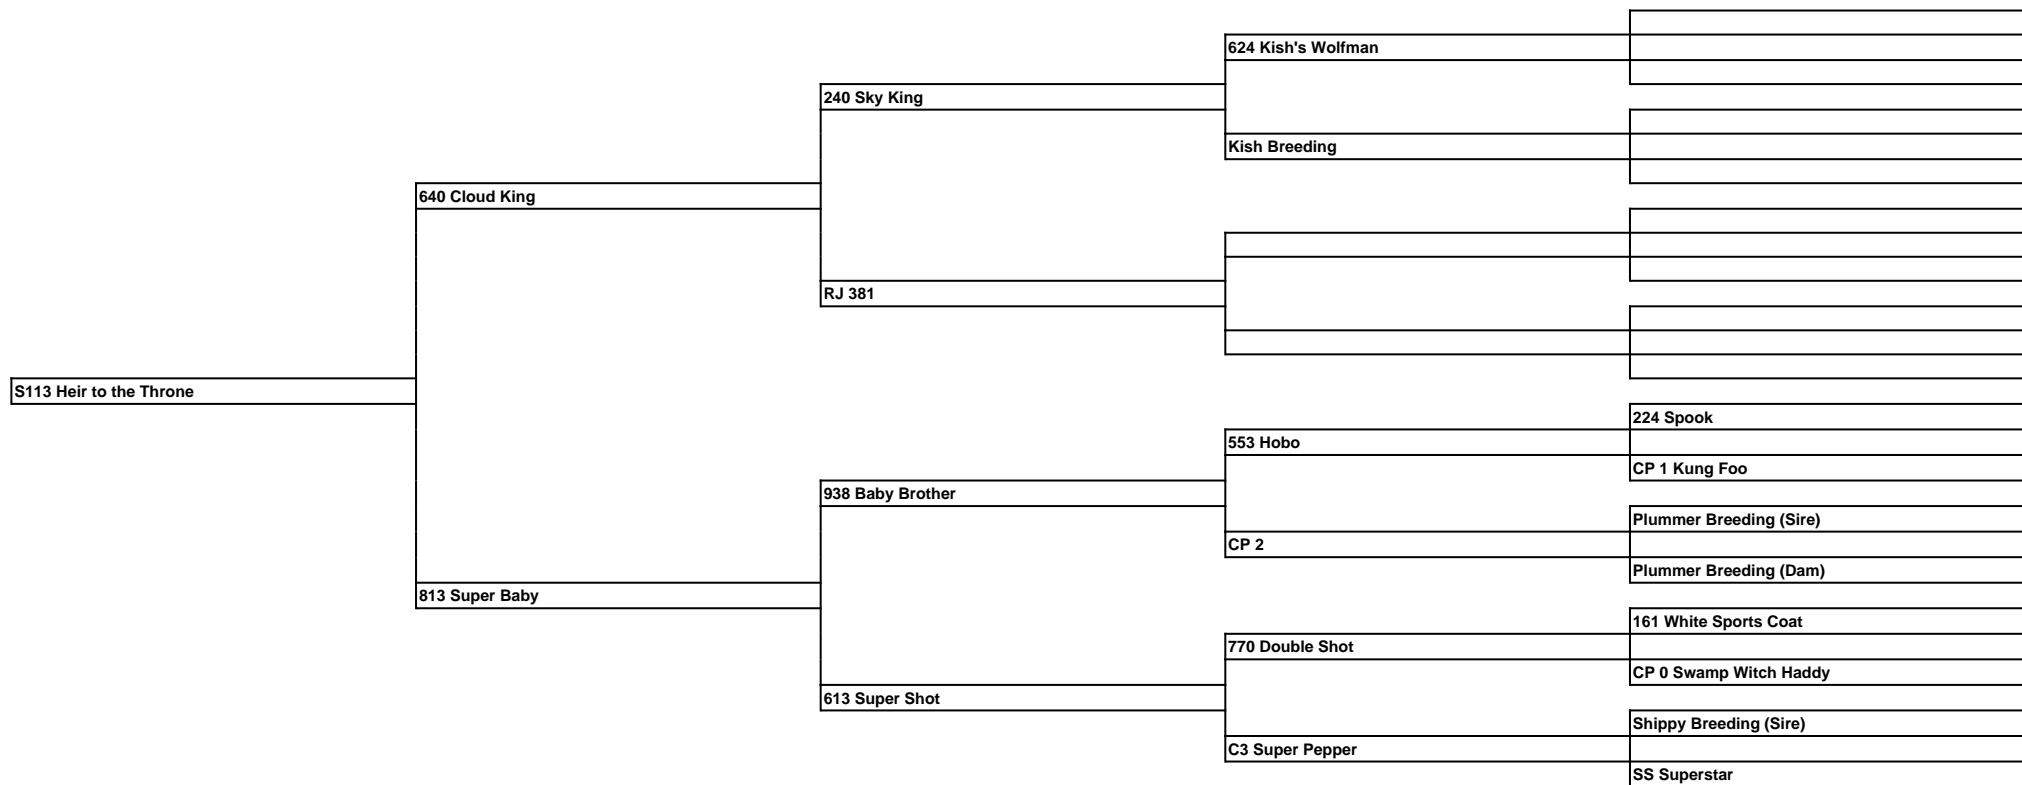 624 Kish's Wolfman
240 Sky King
Kish Breeding
640 Cloud King
RJ 381
S113 Heir to the Throne
224 Spook
553 Hobo
CP 1 Kung Foo
938 Baby Brother
Plummer Breeding (Sire)
CP 2
Plummer Breeding (Dam)
813 Super Baby
161 White Sports Coat
770 Double Shot
CP 0 Swamp Witch Haddy
613 Super Shot
Shippy Breeding (Sire)
C3 Super Pepper
SS Superstar